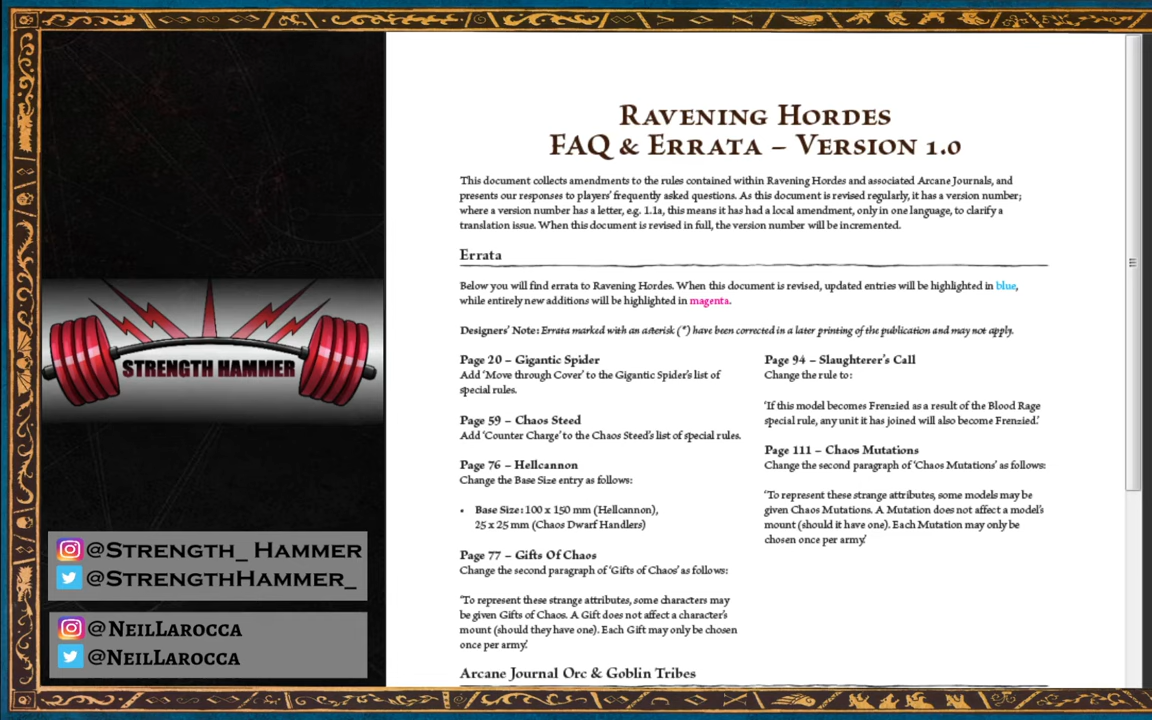 STRENGTH HAMMER
@Strength_Hammer
@StrengthHammer_
@NeilLarocca
@NeilLarocca
Ravening Hordes
FAQ & Errata – Version 1.0
This document collects amendments to the rules contained within Ravening Hordes and associated Arcane Journals, and
presents our responses to players' frequently asked questions. As this document is revised regularly, it has a version number;
where a version number has a letter, e.g. 1.1a, this means it has had a local amendment, only in one language, to clarify a
translation issue. When this document is revised in full, the version number will be incremented.
Errata
Below you will find errata to Ravening Hordes. When this document is revised, updated entries will be highlighted in blue,
while entirely new additions will be highlighted in magenta.
Designers' Note: Errata marked with an asterisk (*) have been corrected in a later printing of the publication and may not apply.
Page 20 – Gigantic Spider
Add 'Move through Cover' to the Gigantic Spider's list of
special rules.
Page 59 – Chaos Steed
Add 'Counter Charge' to the Chaos Steed's list of special rules.
Page 76 – Hellcannon
Change the Base Size entry as follows:
• Base Size: 100 x 150 mm (Hellcannon),
25 x 25 mm (Chaos Dwarf Handlers)
Page 77 – Gifts Of Chaos
Change the second paragraph of 'Gifts of Chaos' as follows:
'To represent these strange attributes, some characters may
be given Gifts of Chaos. A Gift does not affect a character's
mount (should they have one). Each Gift may only be chosen
once per army.'
Page 94 – Slaughterer's Call
Change the rule to:
'If this model becomes Frenzied as a result of the Blood Rage
special rule, any unit it has joined will also become Frenzied.'
Page 111 – Chaos Mutations
Change the second paragraph of 'Chaos Mutations' as follows:
'To represent these strange attributes, some models may be
given Chaos Mutations. A Mutation does not affect a model's
mount (should it have one). Each Mutation may only be
chosen once per army.'
Arcane Journal Orc & Goblin Tribes